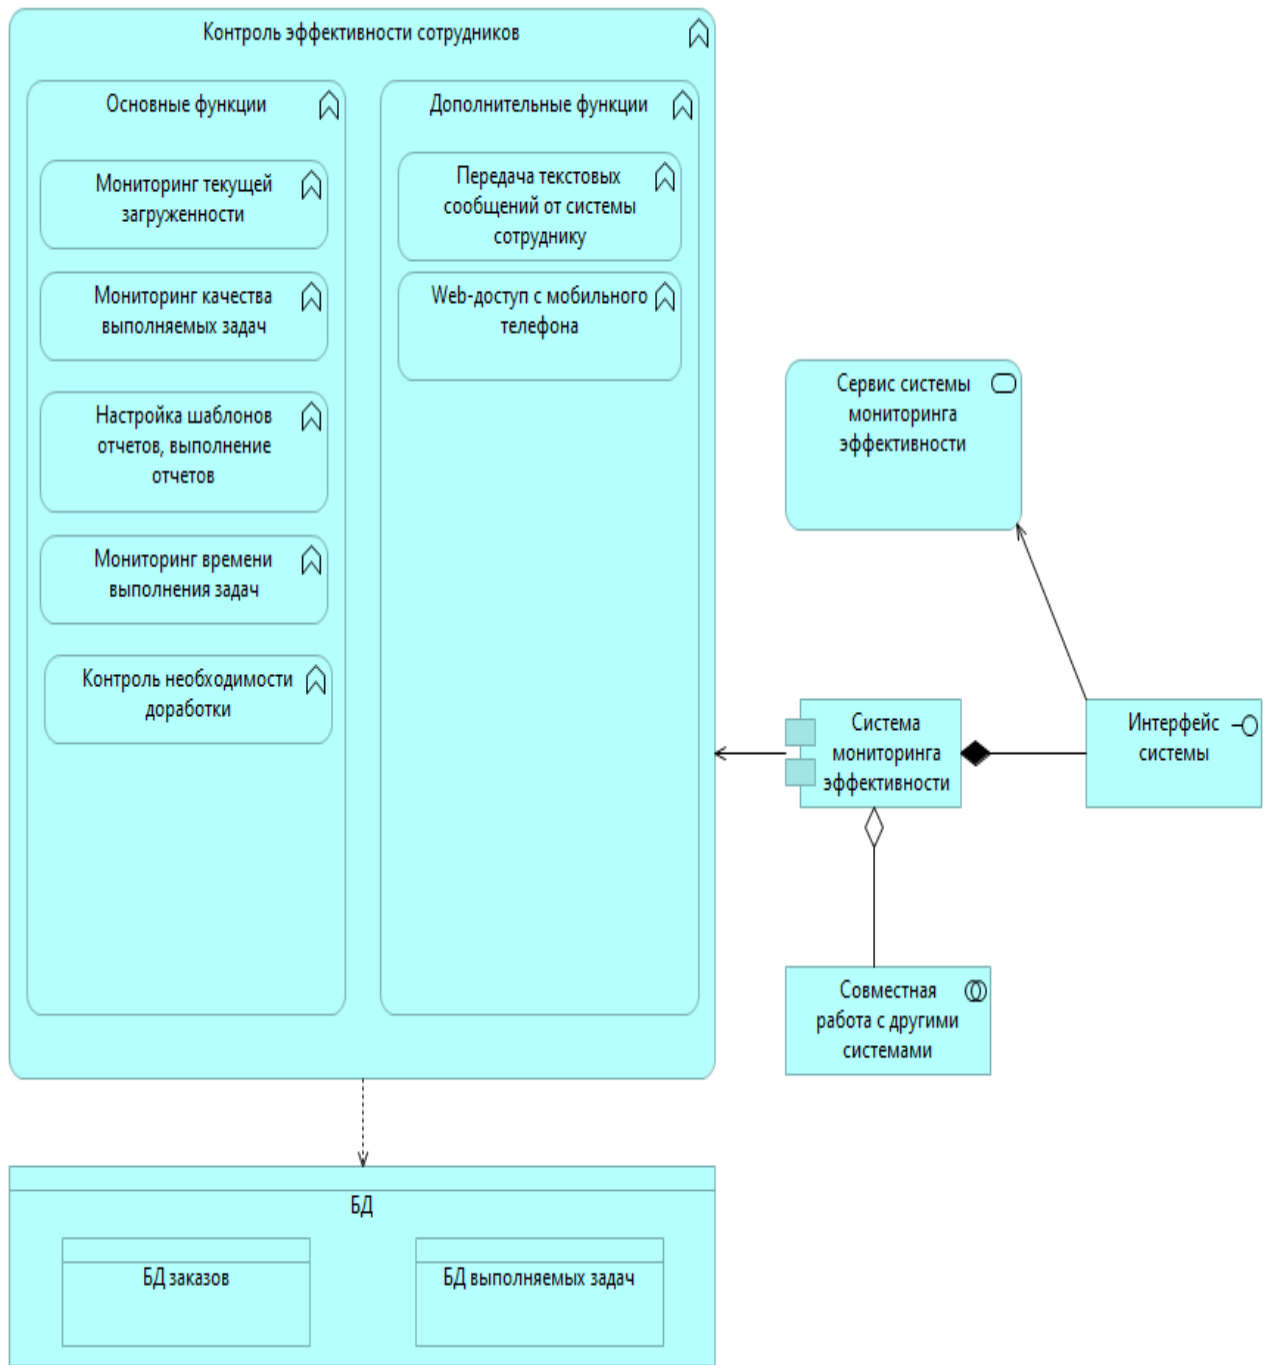 Контроль эффективности сотрудников
Основные функции
Мониторинг текущей
загруженности
Мониторинг качества
выполняемых задач
Настройка шаблонов
отчетов, выполнение
отчетов
Мониторинг времени
выполнения задач
Контроль необходимости
доработки
Дополнительные функции
Передача текстовых
сообщений от системы
сотруднику
Web-доступ с мобильного
телефона
Сервис системы
мониторинга
эффективности
Система
мониторинга
эффективности
Интерфейс
системы
Совместная
работа с другими
системами
БД
БД заказов
БД выполняемых задач